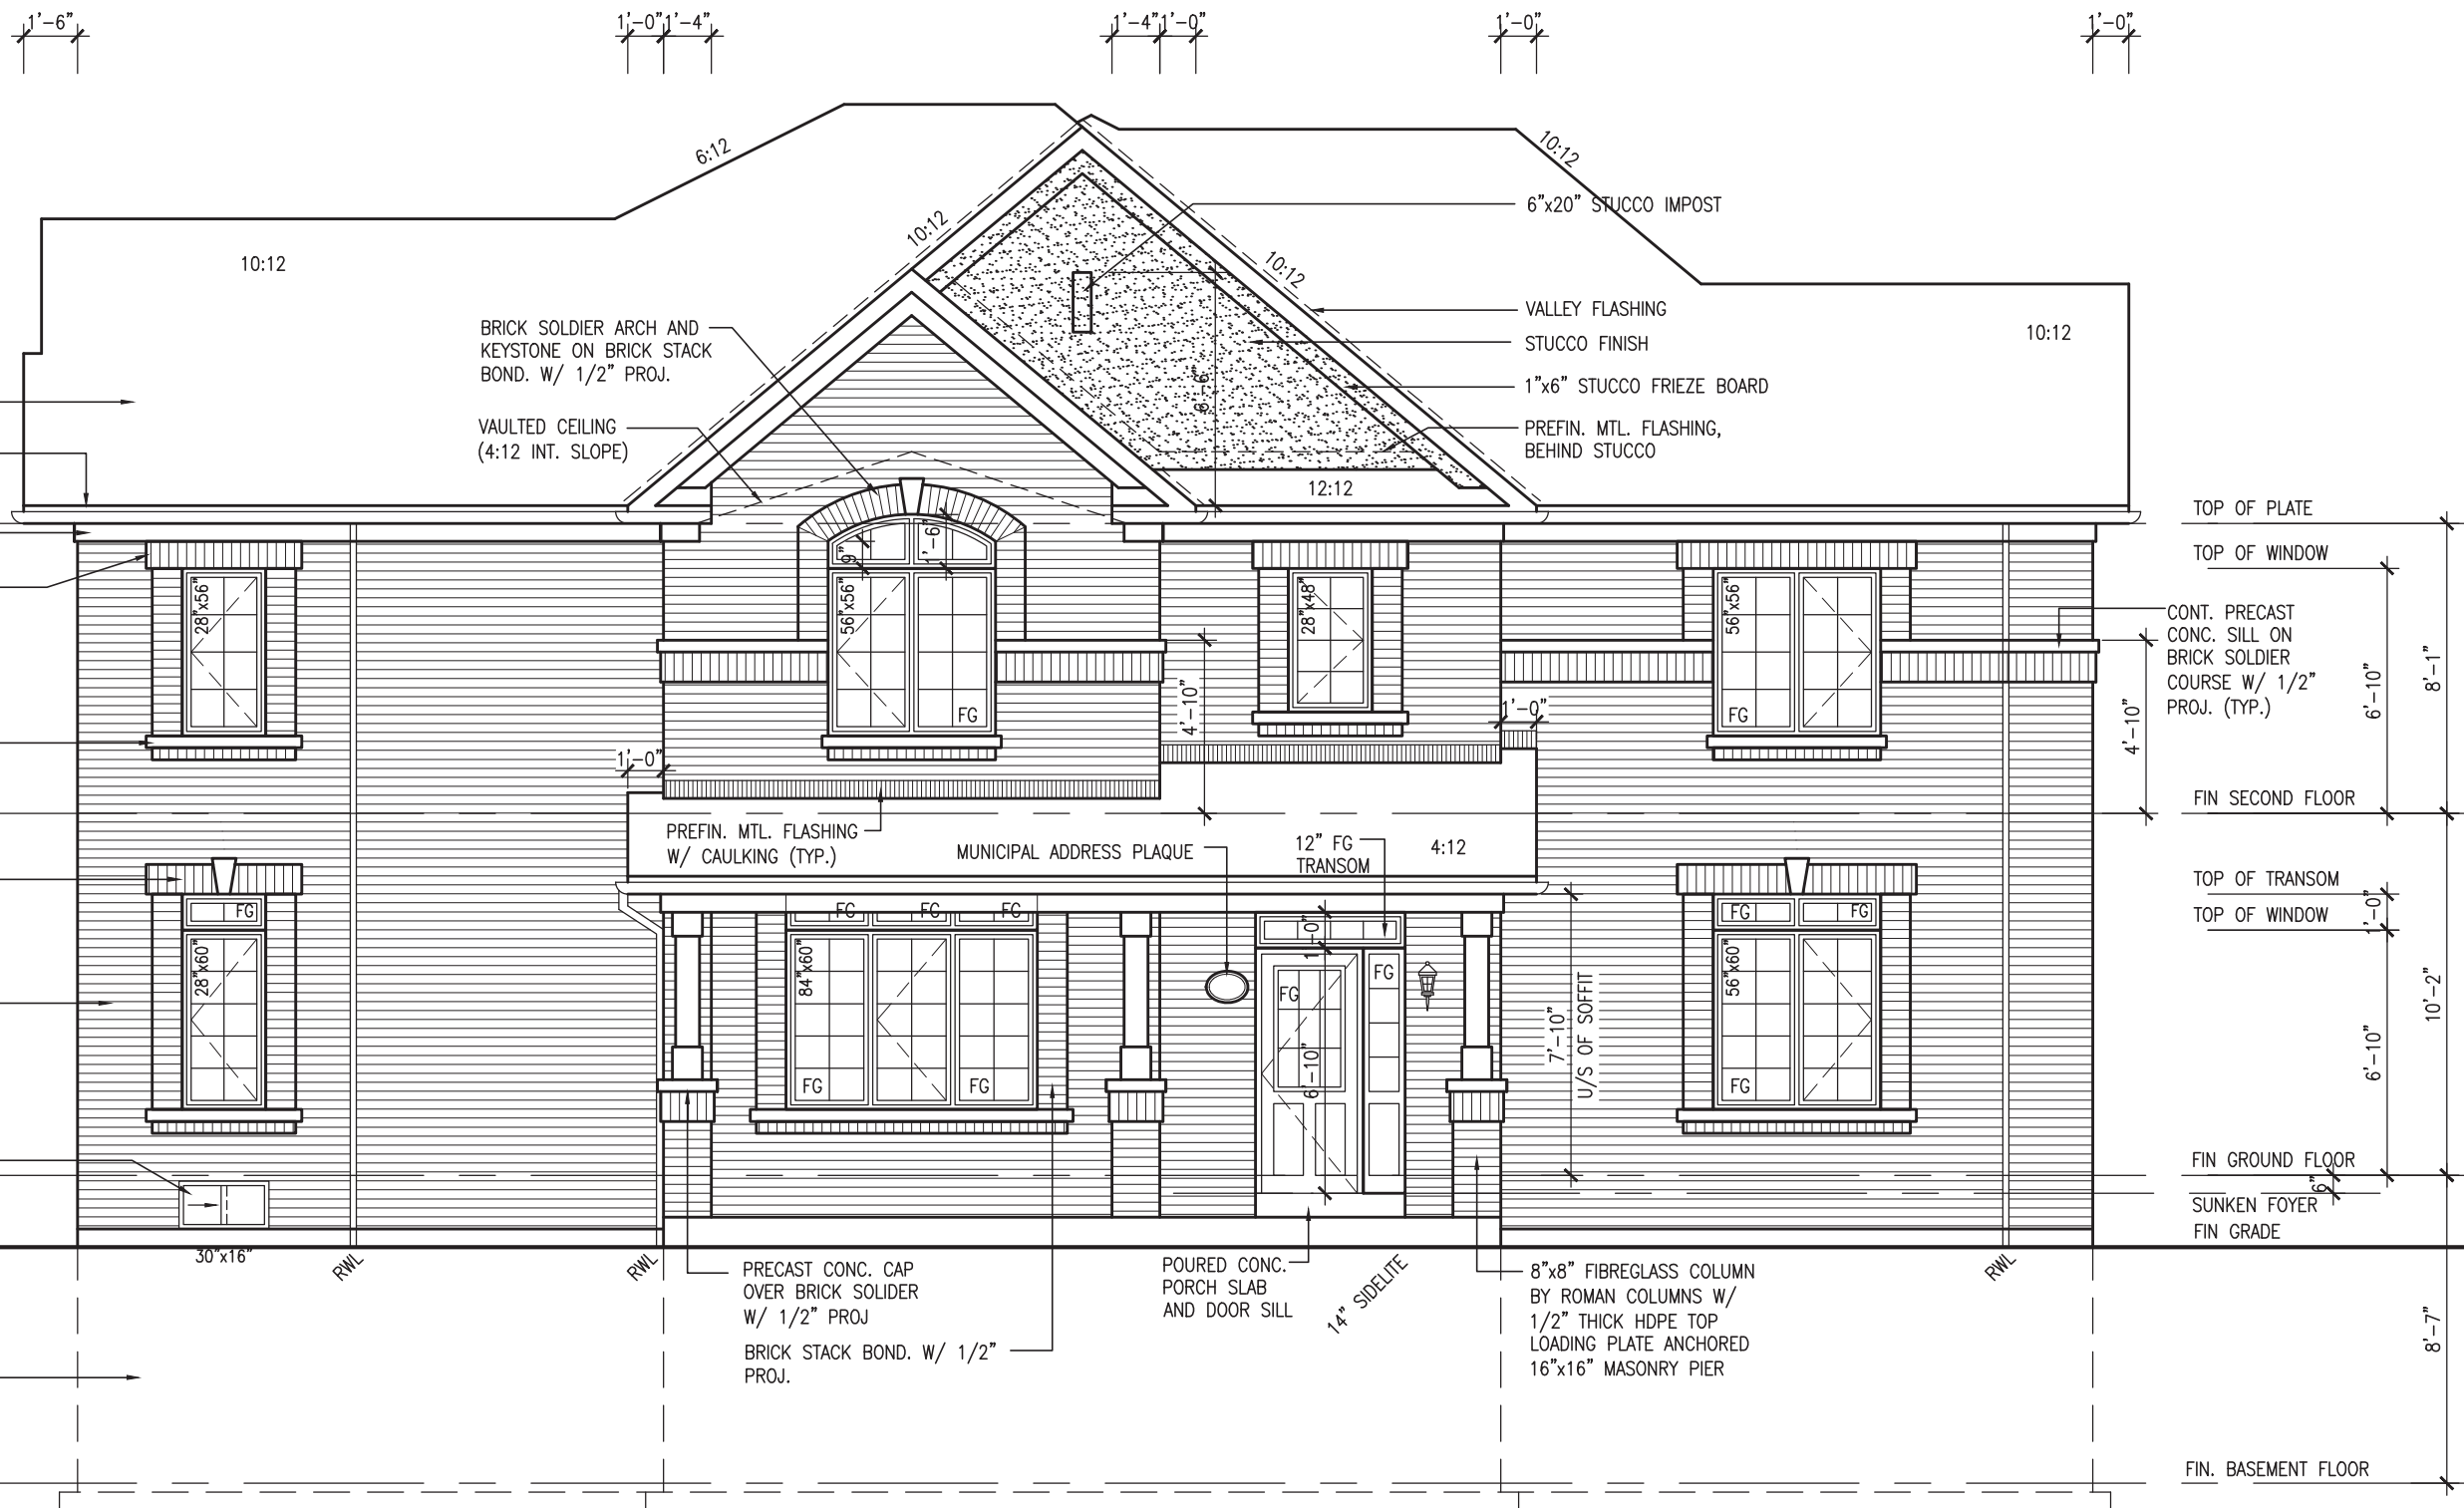 1'-6"
1'-0"
1'-4"
1'-4"
1'-0"
1'-0"
1'-0"
6:12
10:12
10:12
10:12
10:12
10:12
6"x20" STUCCO IMPOST
VALLEY FLASHING
STUCCO FINISH
1"x6" STUCCO FRIEZE BOARD
PREFIN. MTL. FLASHING,
BEHIND STUCCO
BRICK SOLDIER ARCH AND
KEYSTONE ON BRICK STACK
BOND. W/ 1/2" PROJ.
VAULTED CEILING
(4:12 INT. SLOPE)
12:12
9"
1'-6"
28"x56"
56"x56"
FG
28"x48"
56"x56"
FG
4'-10"
1'-0"
1'-0"
TOP OF PLATE
TOP OF WINDOW
CONT. PRECAST
CONC. SILL ON
BRICK SOLDIER
COURSE W/ 1/2"
PROJ. (TYP.)
4'-10"
6'-10"
8'-1"
FIN SECOND FLOOR
PREFIN. MTL. FLASHING
W/ CAULKING (TYP.)
MUNICIPAL ADDRESS PLAQUE
12" FG
TRANSOM
4:12
TOP OF TRANSOM
TOP OF WINDOW
1'-0"
10'-2"
6'-10"
FG
28"x60"
FG
FG
FG
84"x60"
FG
FG
1'-0"
FG
FG
6'-10"
7'-10"
U/S OF SOFFIT
FG
FG
56"x60"
FG
FIN GROUND FLOOR
6"
SUNKEN FOYER
FIN GRADE
30"x16"
RWL
RWL
RWL
PRECAST CONC. CAP
OVER BRICK SOLIDER
W/ 1/2" PROJ
BRICK STACK BOND. W/ 1/2"
PROJ.
POURED CONC.
PORCH SLAB
AND DOOR SILL
14" SIDELITE
8"x8" FIBREGLASS COLUMN
BY ROMAN COLUMNS W/
1/2" THICK HDPE TOP
LOADING PLATE ANCHORED
16"x16" MASONRY PIER
8'-7"
FIN. BASEMENT FLOOR